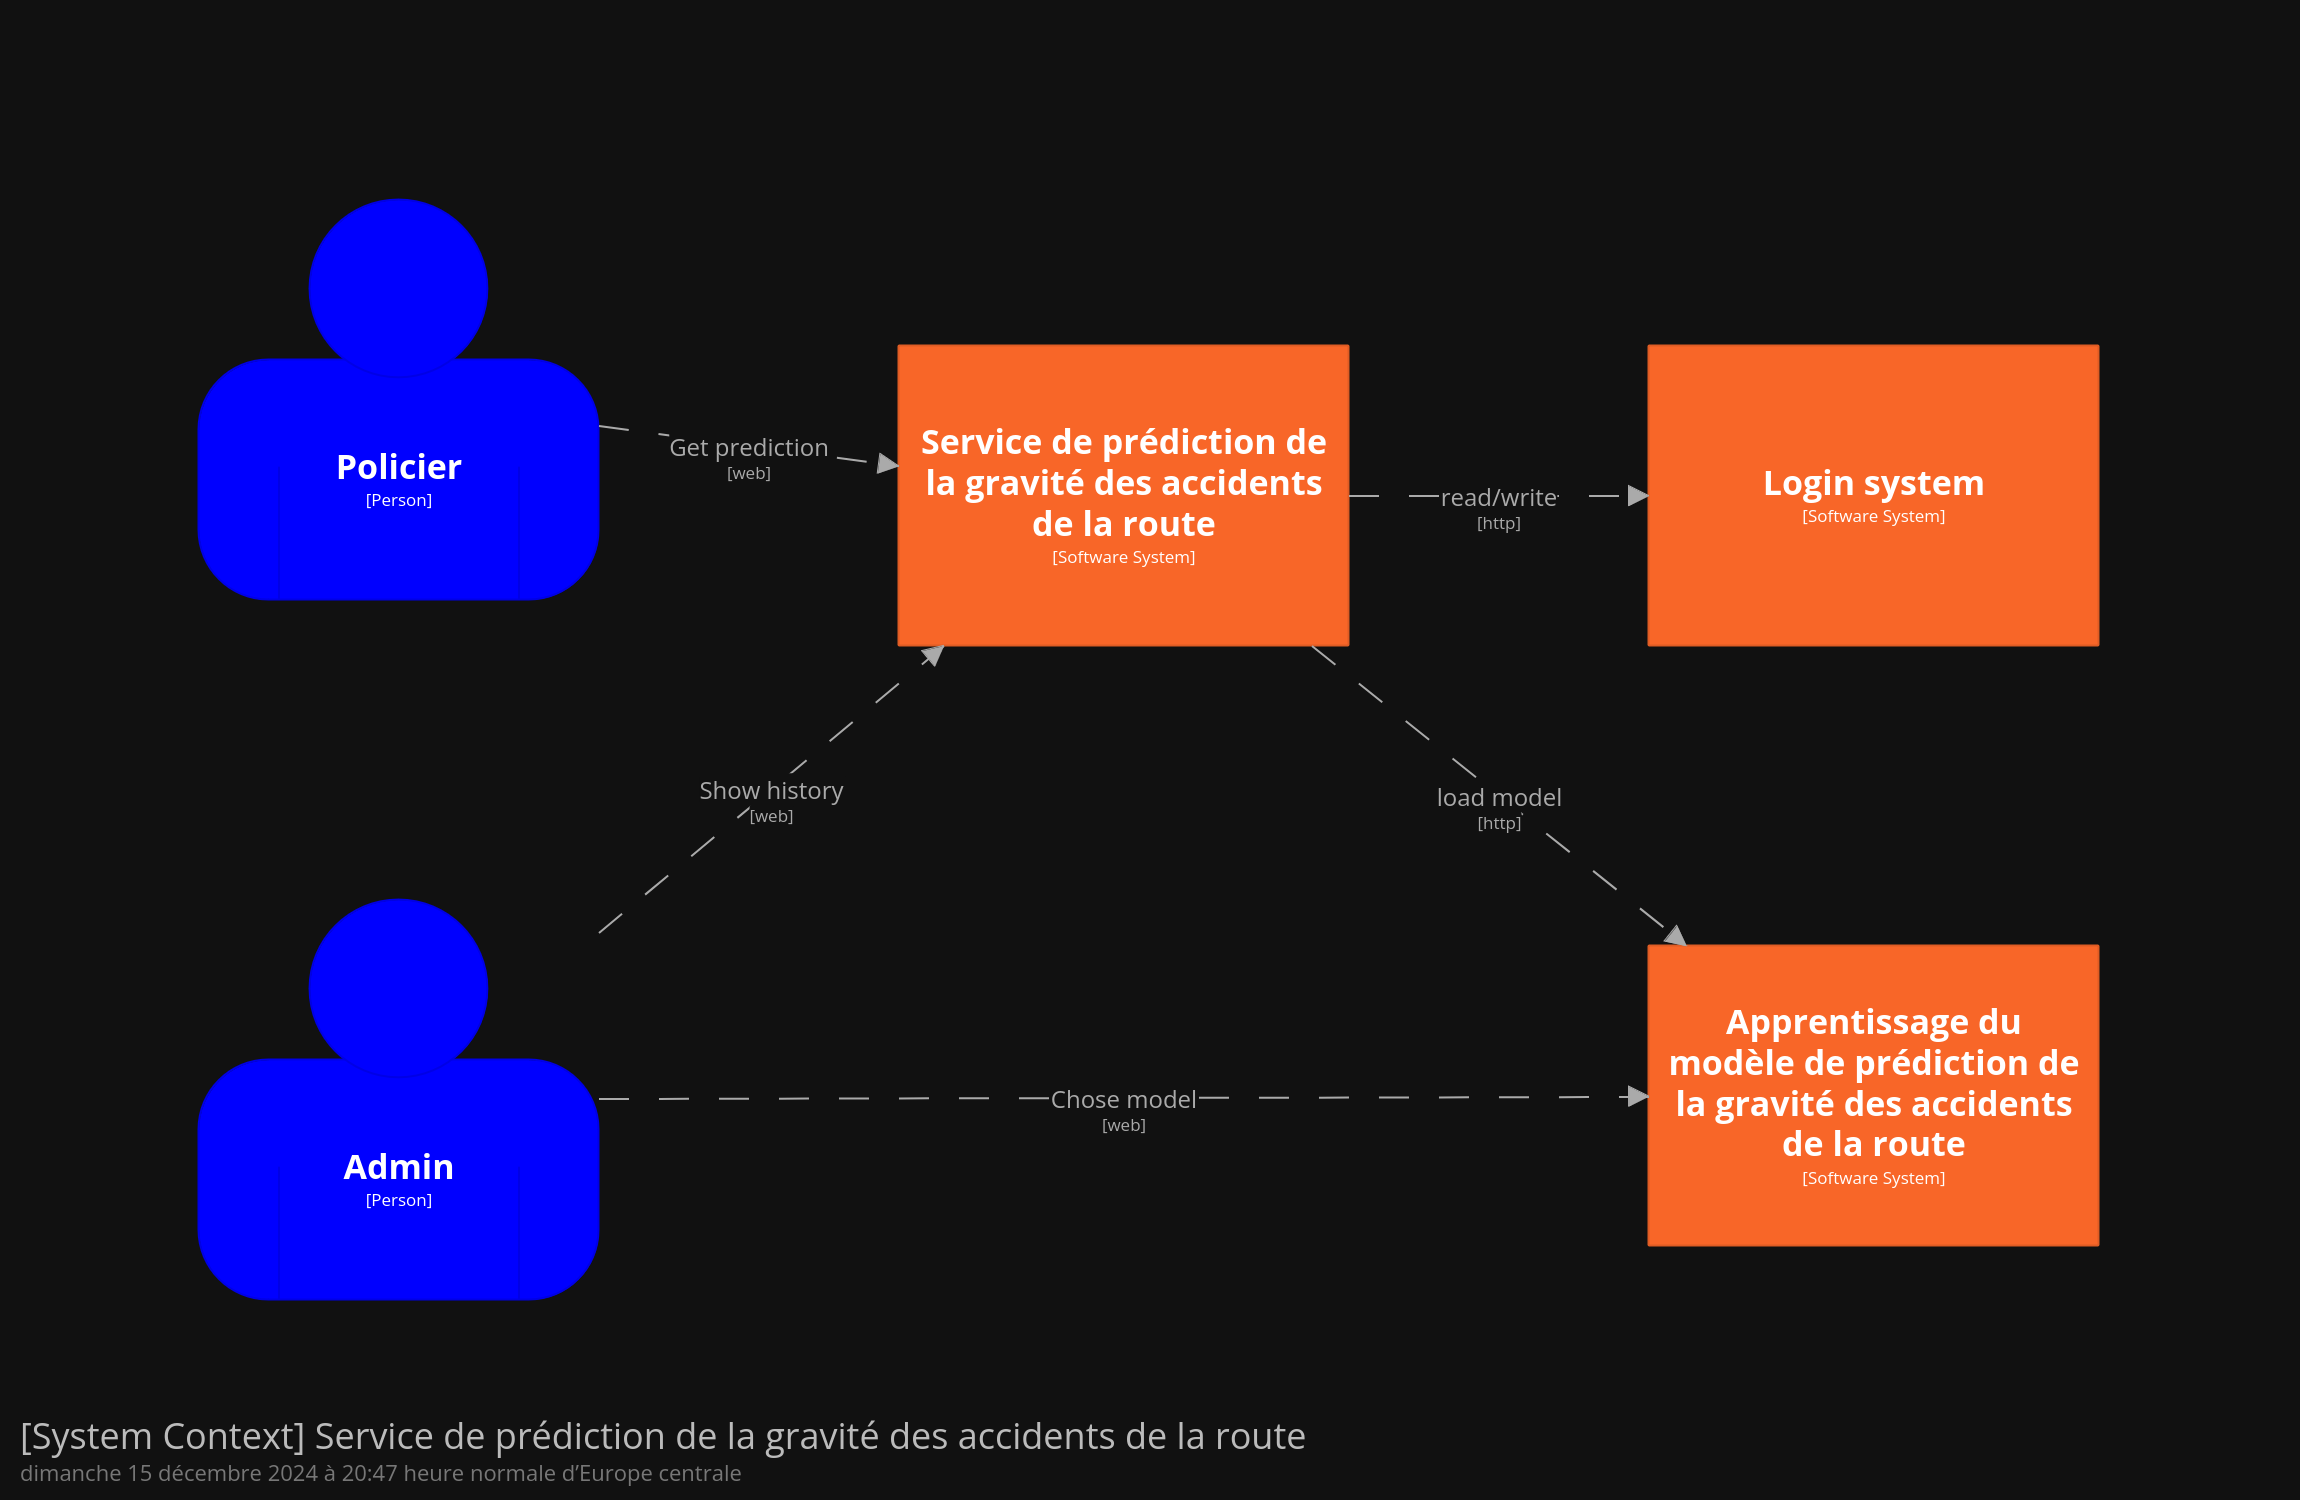 Policier
[Person]
Get prediction
[web]
Service de prédiction de
la gravité des accidents
de la route
[Software System]
read/write
[http]
Login system
[Software System]
Show history
[web]
load model
[http]
Admin
[Person]
Chose model
[web]
Apprentissage du
modèle de prédiction de
la gravité des accidents
de la route
[Software System]
[System Context] Service de prédiction de la gravité des accidents de la route
dimanche 15 décembre 2024 à 20:47 heure normale d’Europe centrale